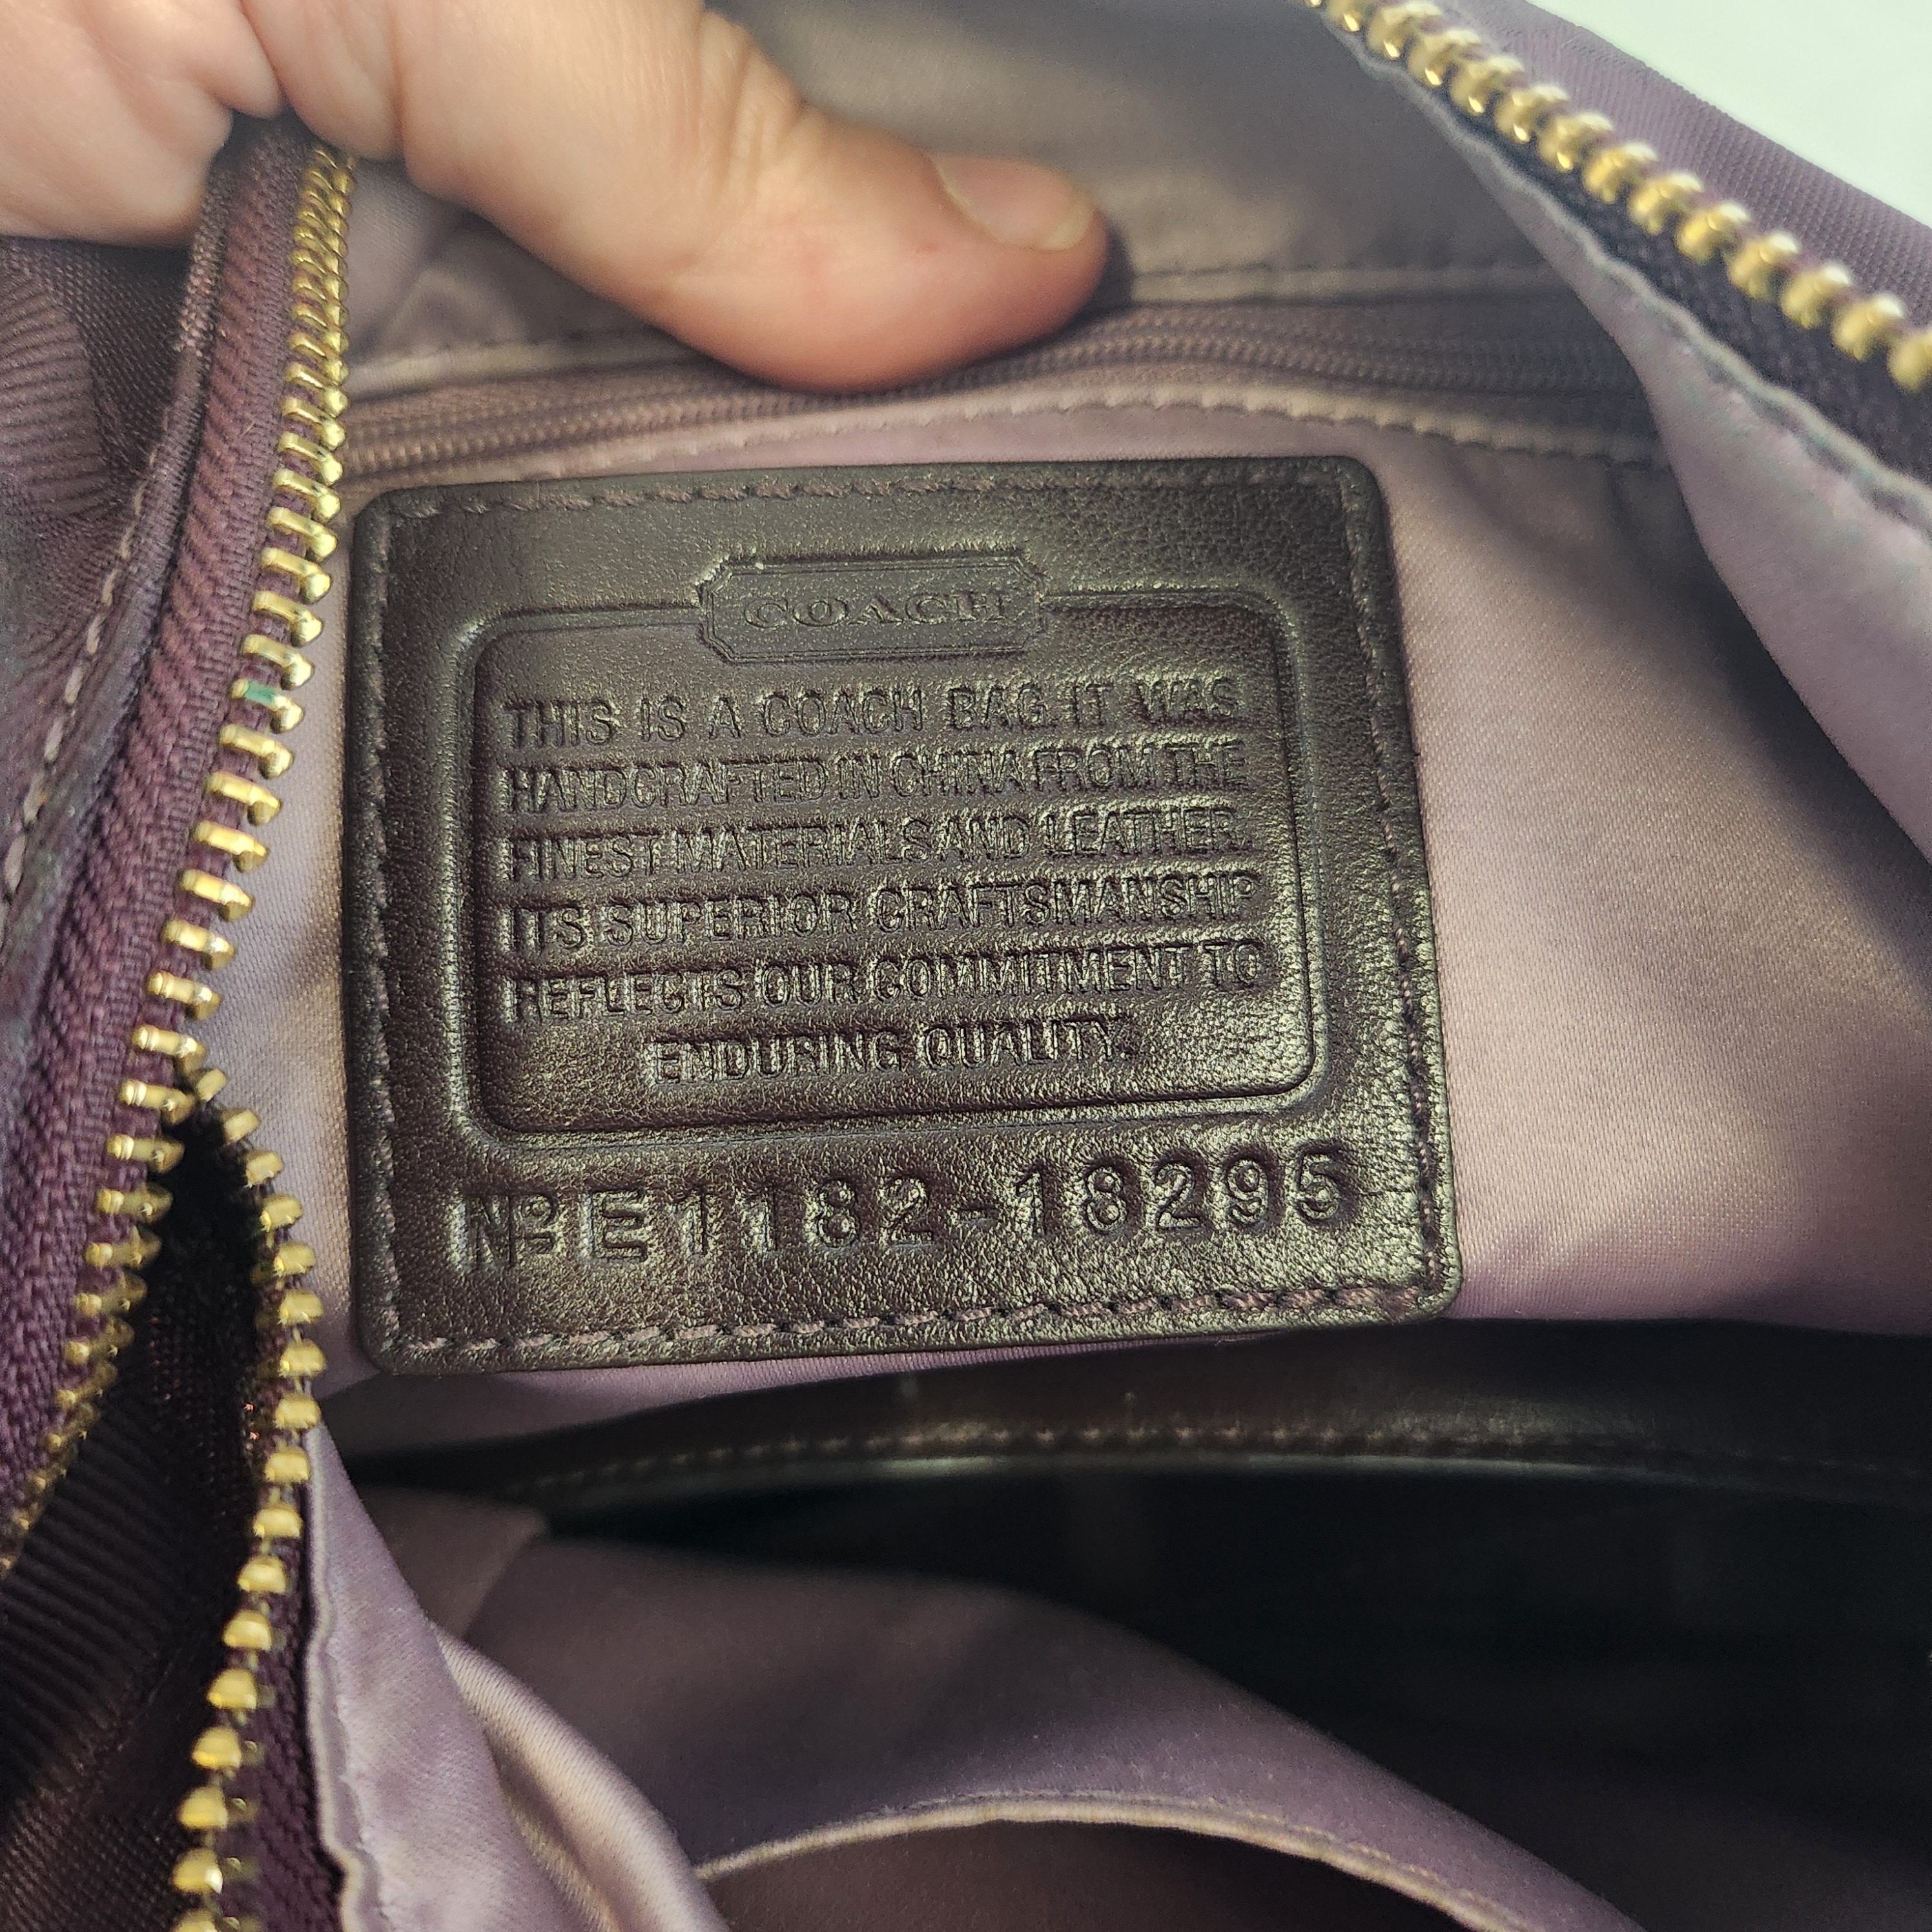 COACH
THIS IS A COACH BAG. IT WAS
HANDCRAFTED IN CHINA FROM THE
FINEST MATERIALS AND LEATHER.
ITS SUPERIOR CRAFTSMANSHIP
REFLECTS OUR COMMITMENT TO
ENDURING QUALITY.
Nº E1182-18295